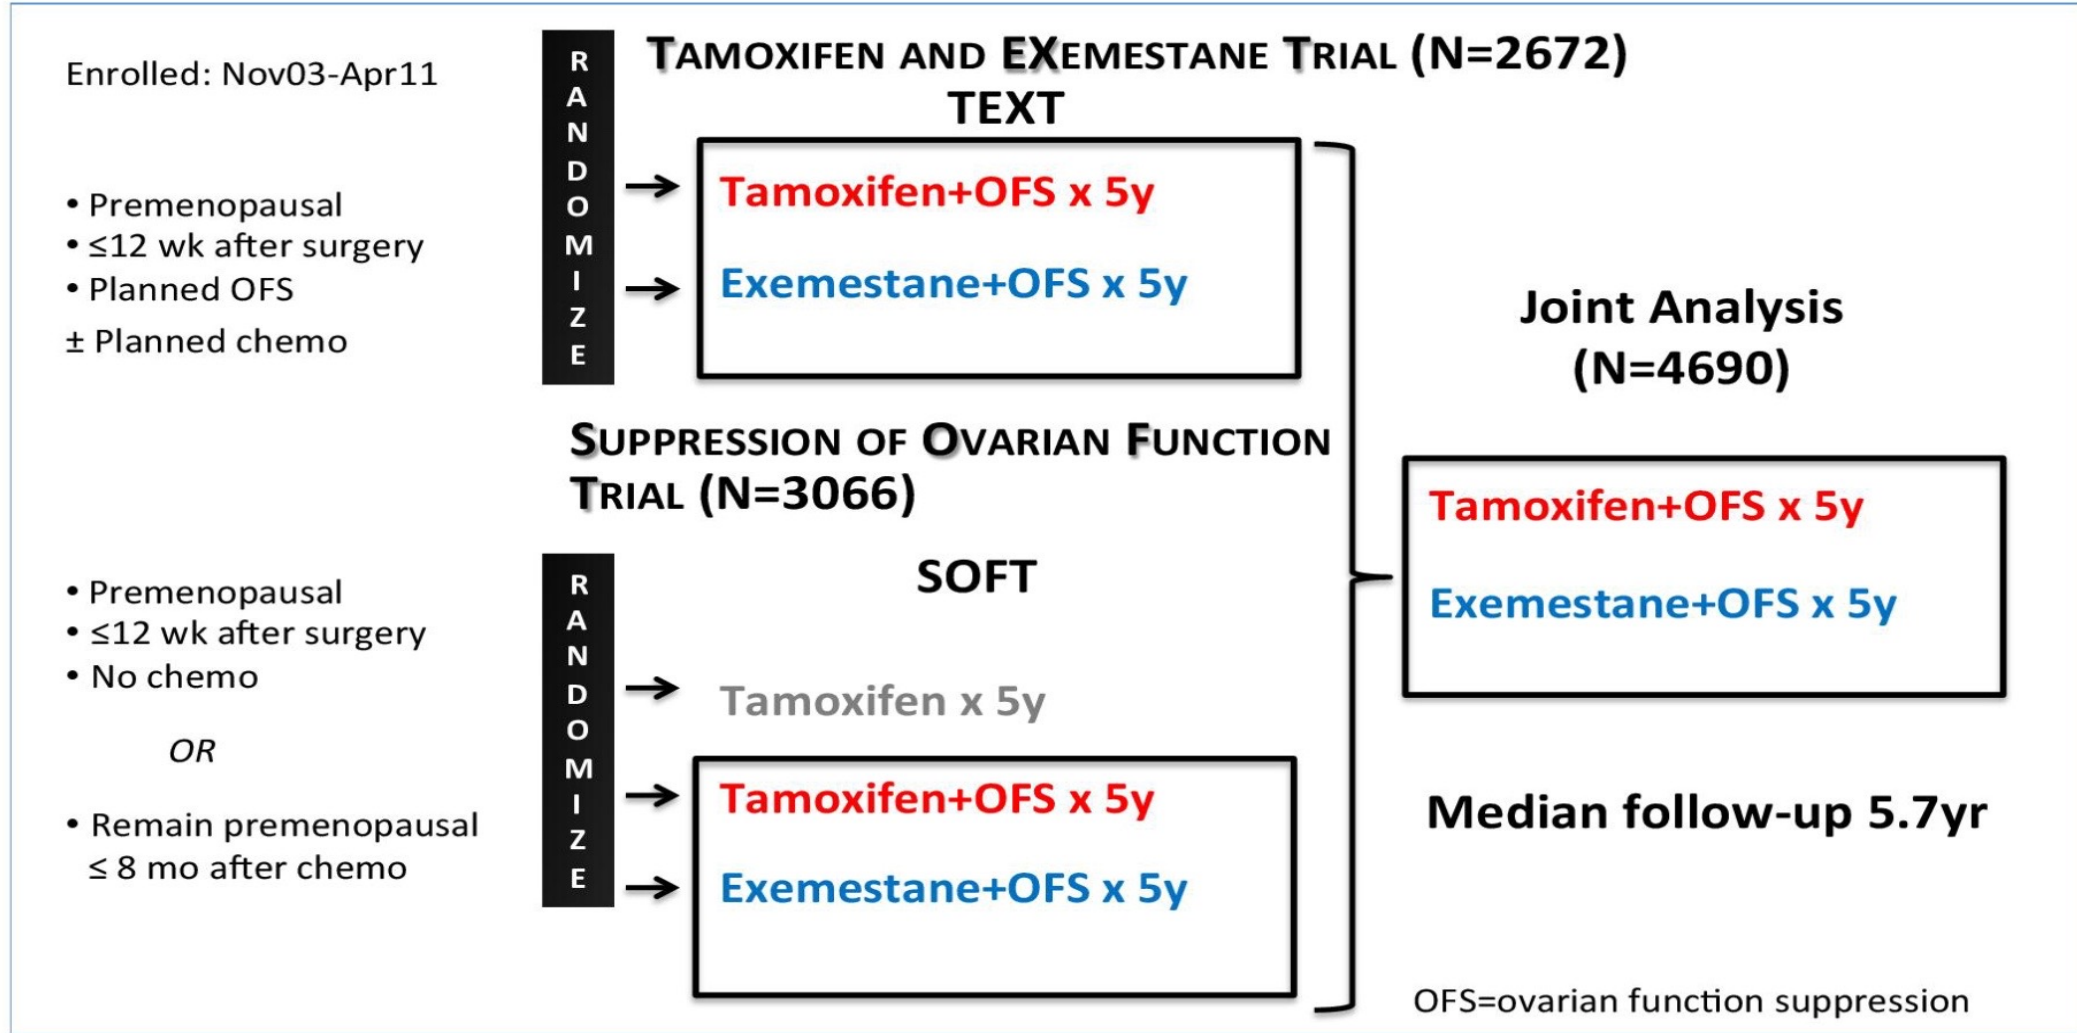 Enrolled: Nov03-Apr11
• Premenopausal
• ≤12 wk after surgery
• Planned OFS
± Planned chemo
RANDOMIZE
TAMOXIFEN AND EXEMESTANE TRIAL (N=2672)
TEXT
Tamoxifen+OFS x 5y
Exemestane+OFS x 5y
SUPPRESSION OF OVARIAN FUNCTION
TRIAL (N=3066)
SOFT
• Premenopausal
• ≤12 wk after surgery
• No chemo
OR
• Remain premenopausal
≤ 8 mo after chemo
RANDOMIZE
Tamoxifen x 5y
Tamoxifen+OFS x 5y
Exemestane+OFS x 5y
Joint Analysis
(N=4690)
Tamoxifen+OFS x 5y
Exemestane+OFS x 5y
Median follow-up 5.7yr
OFS=ovarian function suppression